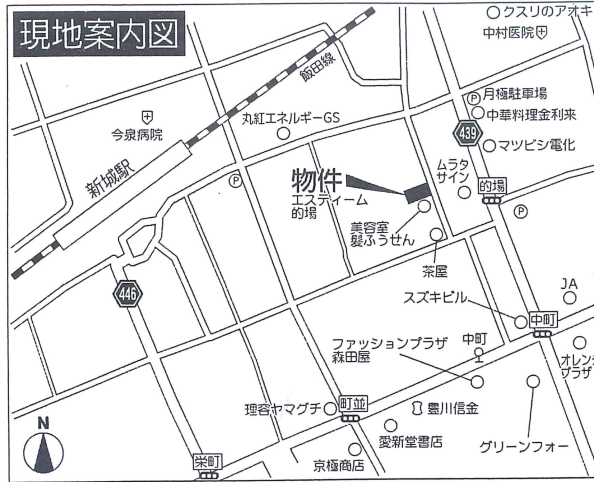 現地案内図
クスリのアオキ
中村医院
飯田線
月極駐車場
P
中華料理金利来
今泉病院
丸紅エネルギーGS
439
マツビシ電化
新城駅
P
物件
エスティーム
的場
ムラタ
サイン
的場
P
美容室
髪ふうせん
茶屋
446
JA
スズキビル
中町
ファッションプラザ
森田屋
中町
オレンジ
プラザ
理容ヤマグチ
町並
豊川信金
愛新堂書店
グリーンフォー
N
栄町
京極商店